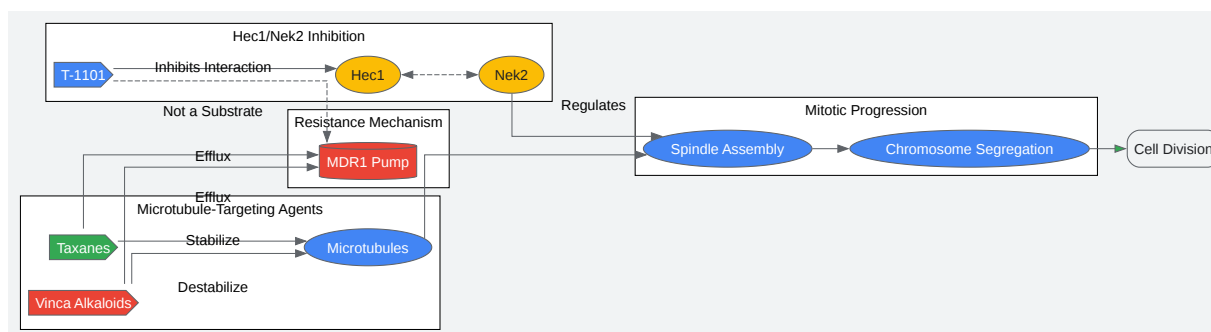 Hec1/Nek2 Inhibition
T-1101
Inhibits Interaction
Hec1
Nek2
Not a Substrate
Regulates
Mitotic Progression
Resistance Mechanism
Spindle Assembly
Chromosome Segregation
Cell Division
Efflux
MDR1 Pump
Efflux
Microtubule-Targeting Agents
Taxanes
Stabilize
Microtubules
Destabilize
Vinca Alkaloids